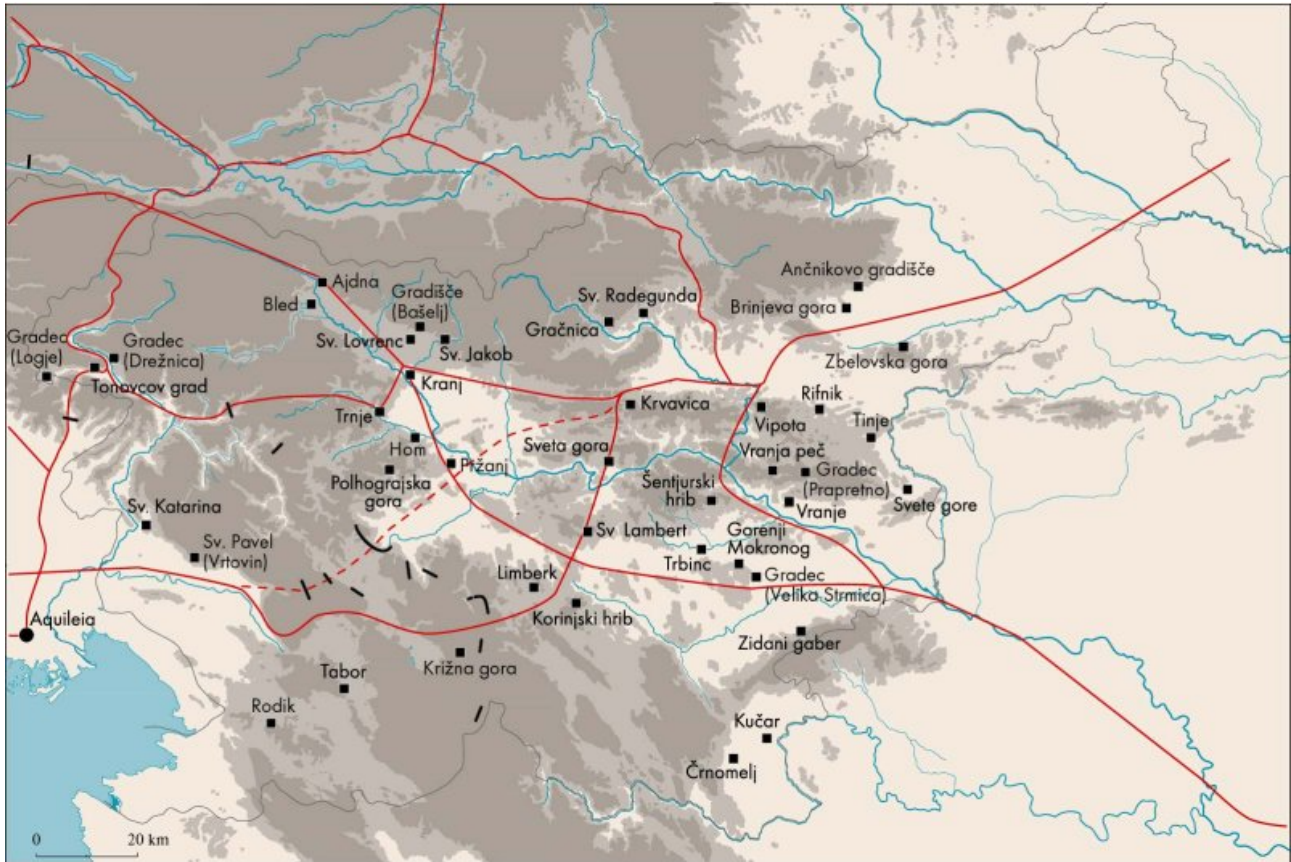 Ajdna
Bled
Gradišče
(Bašelj)
Sv. Lovrenc
Sv. Jakob
Kranj
Sv. Radegunda
Gračnica
Ančnikovo gradišče
Brinjeva gora
Zbelovska gora
Gradec
(Logje)
Gradec
(Drežnica)
Tonovcov grad
Trnje
Hom
Polhograjska
gora
Pržanj
Krvavica
Sveta gora
Vipota
Rifnik
Tinje
Vranja peč
Gradec
(Prapretno)
Šentjurski
hrib
Vranje
Svete gore
Sv. Katarina
Sv. Pavel
(Vrtovin)
Sv. Lambert
Trbinc
Gorenji
Mokronog
Gradec
(Velika Strmica)
Limberk
Korinjski hrib
Aquileia
Zidani gaber
Križna gora
Tabor
Rodik
Kučar
Črnomelj
0 20 km